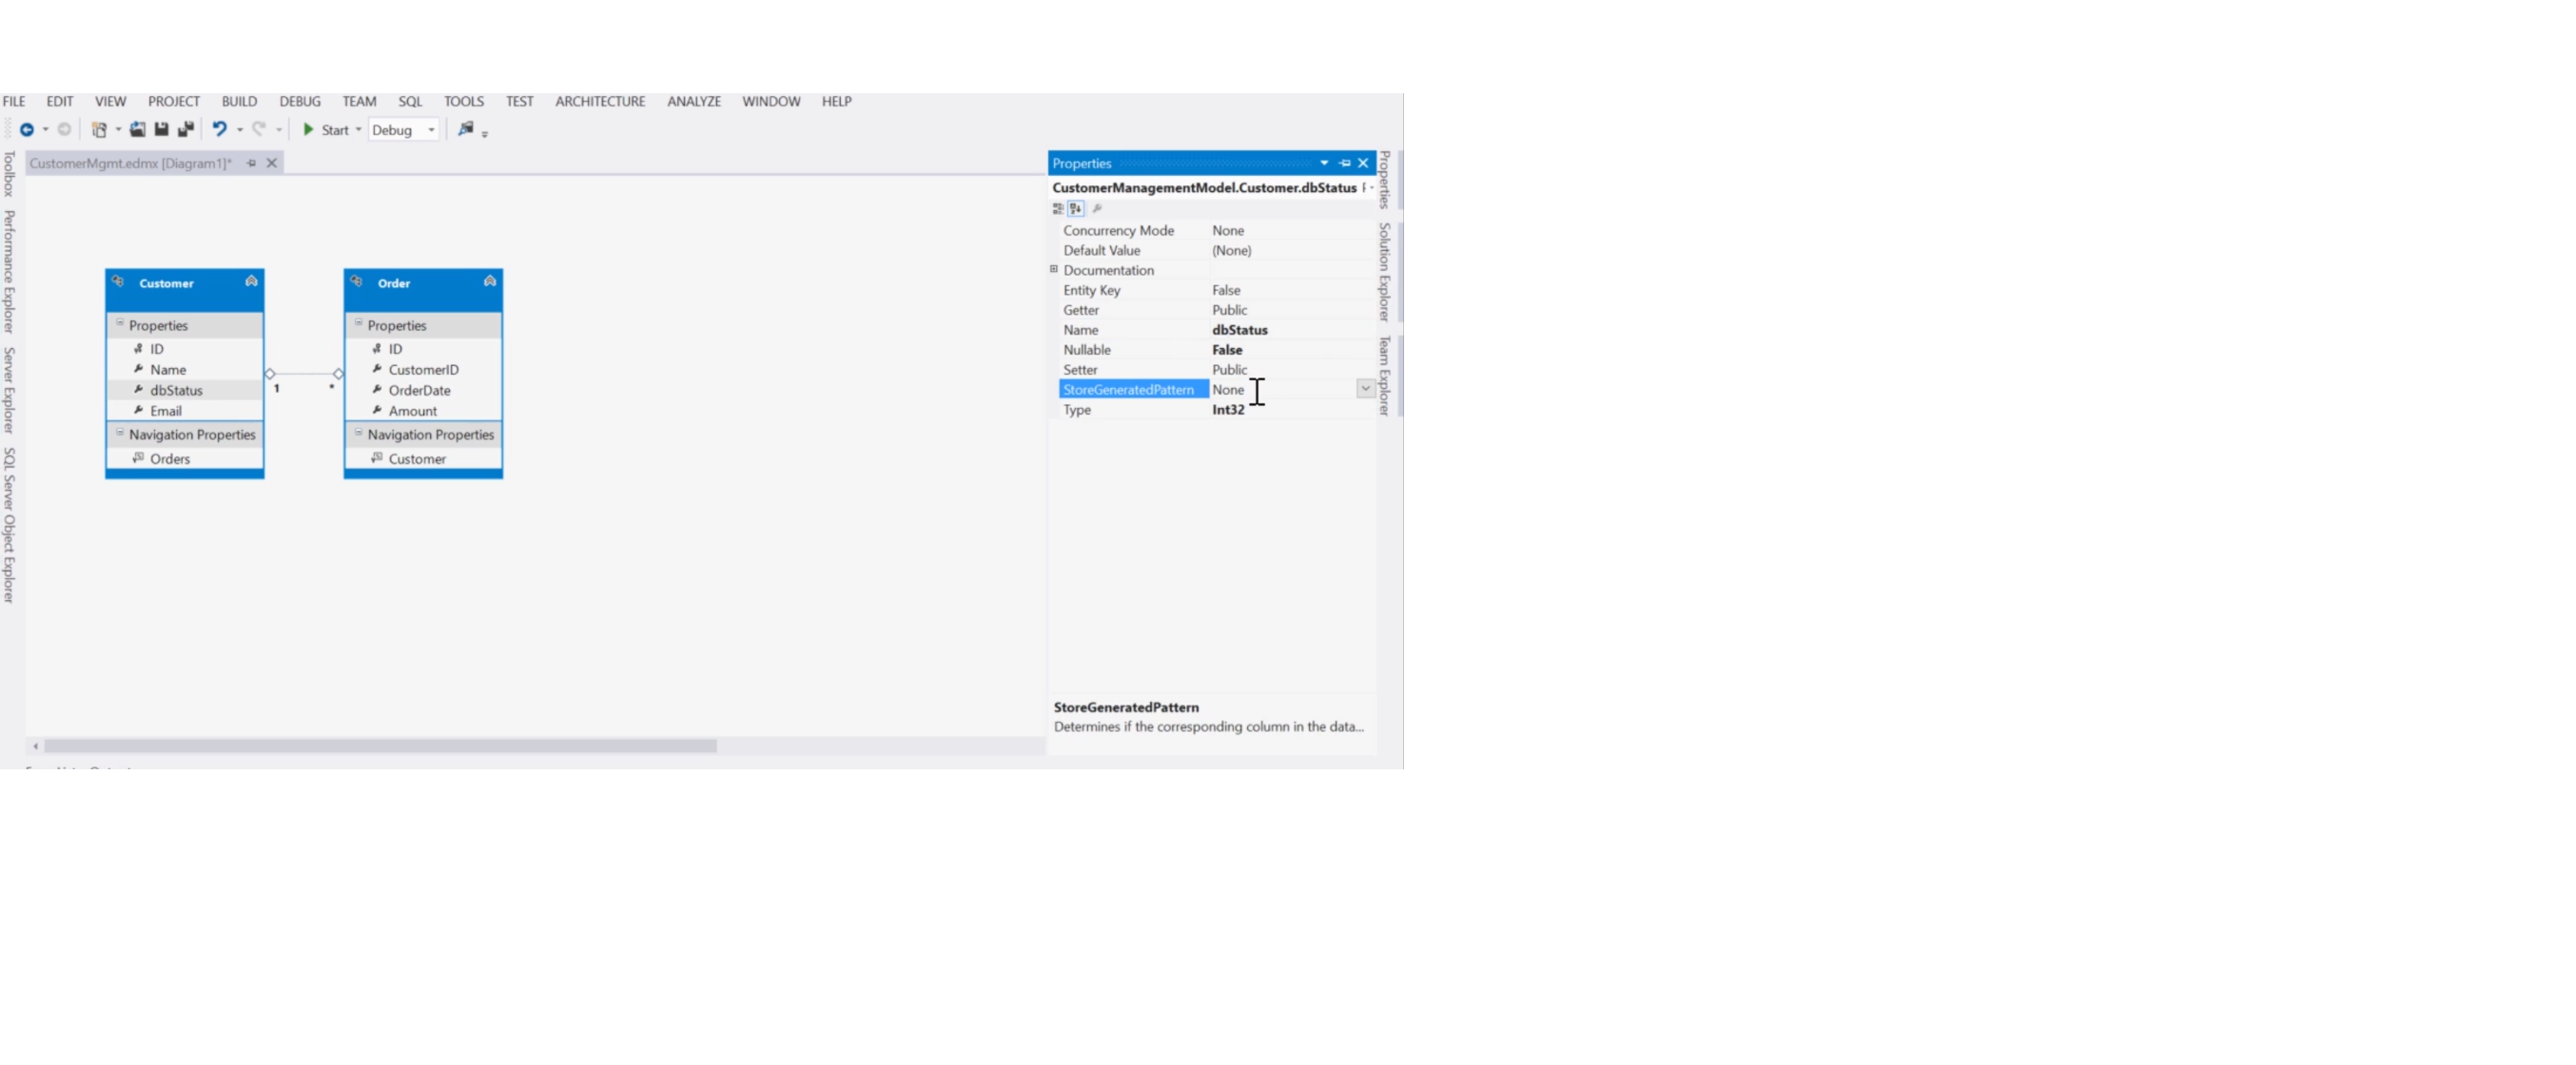 FILE EDIT VIEW PROJECT BUILD DEBUG TEAM SQL TOOLS TEST ARCHITECTURE ANALYZE WINDOW HELP
Start Debug
Toolbox
Performance Explorer
Server Explorer
SQL Server Object Explorer
CustomerMgmt.edmx [Diagram1]*
Customer
Properties
ID
Name
dbStatus
Email
Navigation Properties
Orders
1 *
Order
Properties
ID
CustomerID
OrderDate
Amount
Navigation Properties
Customer
Properties
CustomerManagementModel.Customer.dbStatus
Concurrency Mode None
Default Value (None)
Documentation
Entity Key False
Getter Public
Name dbStatus
Nullable False
Setter Public
StoreGeneratedPattern None
Type Int32
StoreGeneratedPattern
Determines if the corresponding column in the data...
Properties
Solution Explorer
Team Explorer